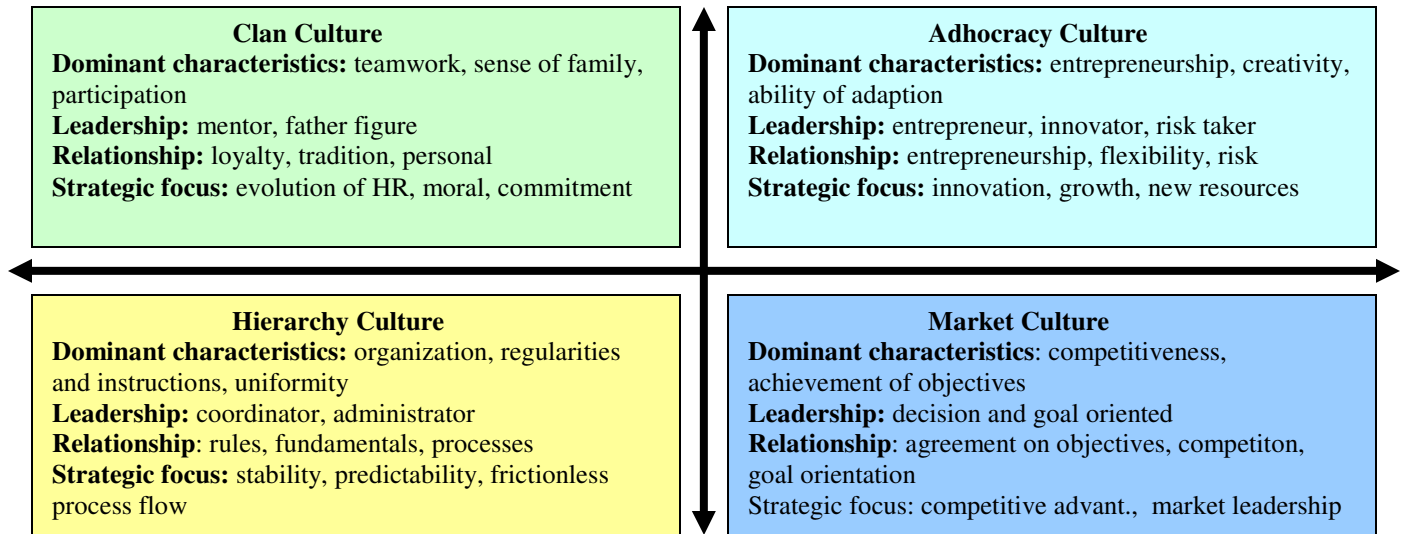 Clan Culture
Dominant characteristics: teamwork, sense of family,
participation
Leadership: mentor, father figure
Relationship: loyalty, tradition, personal
Strategic focus: evolution of HR, moral, commitment
Adhocracy Culture
Dominant characteristics: entrepreneurship, creativity,
ability of adaption
Leadership: entrepreneur, innovator, risk taker
Relationship: entrepreneurship, flexibility, risk
Strategic focus: innovation, growth, new resources
Hierarchy Culture
Dominant characteristics: organization, regularities
and instructions, uniformity
Leadership: coordinator, administrator
Relationship: rules, fundamentals, processes
Strategic focus: stability, predictability, frictionless
process flow
Market Culture
Dominant characteristics: competitiveness,
achievement of objectives
Leadership: decision and goal oriented
Relationship: agreement on objectives, competiton,
goal orientation
Strategic focus: competitive advant., market leadership